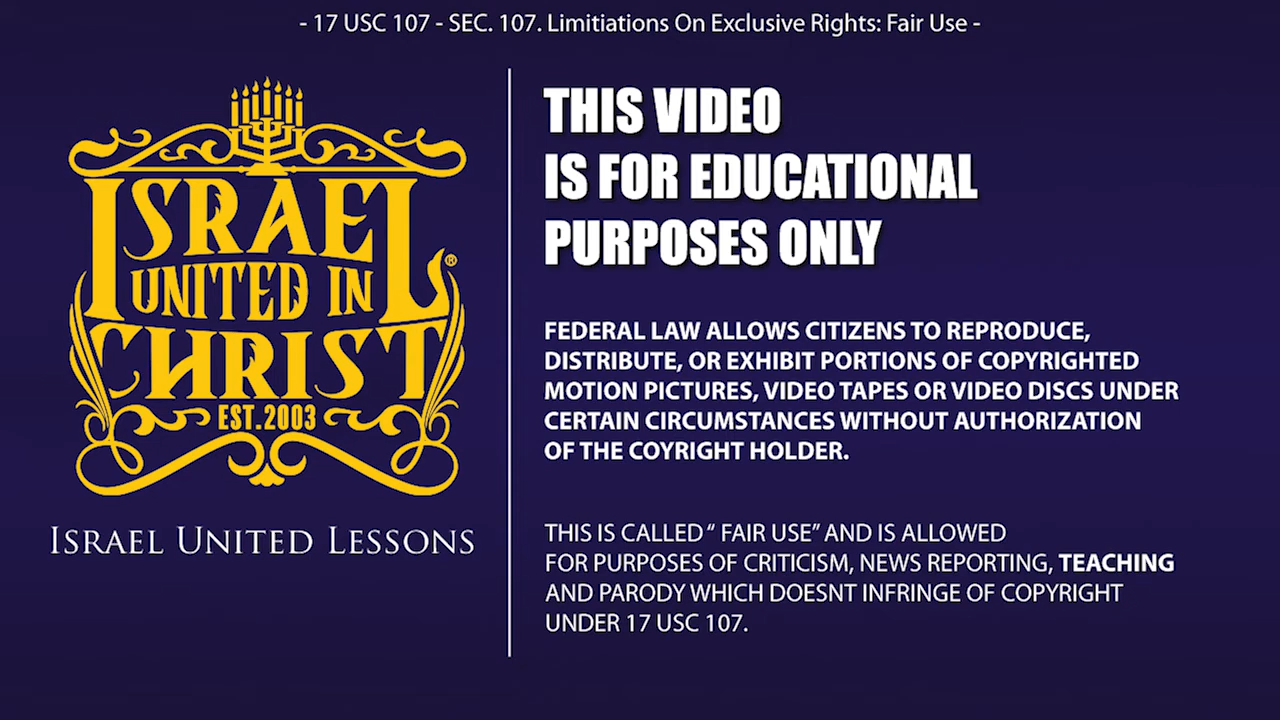 - 17 USC 107 - SEC. 107. Limitiations On Exclusive Rights: Fair Use -
ISRAEL
UNITED IN
CHRIST
®
EST.2003
ISRAEL UNITED LESSONS
THIS VIDEO
IS FOR EDUCATIONAL
PURPOSES ONLY
FEDERAL LAW ALLOWS CITIZENS TO REPRODUCE,
DISTRIBUTE, OR EXHIBIT PORTIONS OF COPYRIGHTED
MOTION PICTURES, VIDEO TAPES OR VIDEO DISCS UNDER
CERTAIN CIRCUMSTANCES WITHOUT AUTHORIZATION
OF THE COYRIGHT HOLDER.
THIS IS CALLED “ FAIR USE” AND IS ALLOWED
FOR PURPOSES OF CRITICISM, NEWS REPORTING, TEACHING
AND PARODY WHICH DOESNT INFRINGE OF COPYRIGHT
UNDER 17 USC 107.